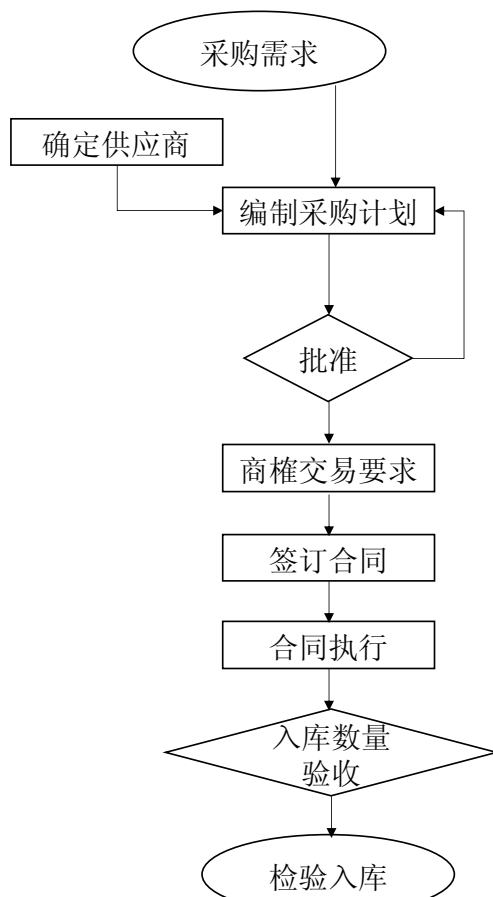 采购需求
确定供应商
编制采购计划
批准
商榷交易要求
签订合同
合同执行
入库数量
验收
检验入库